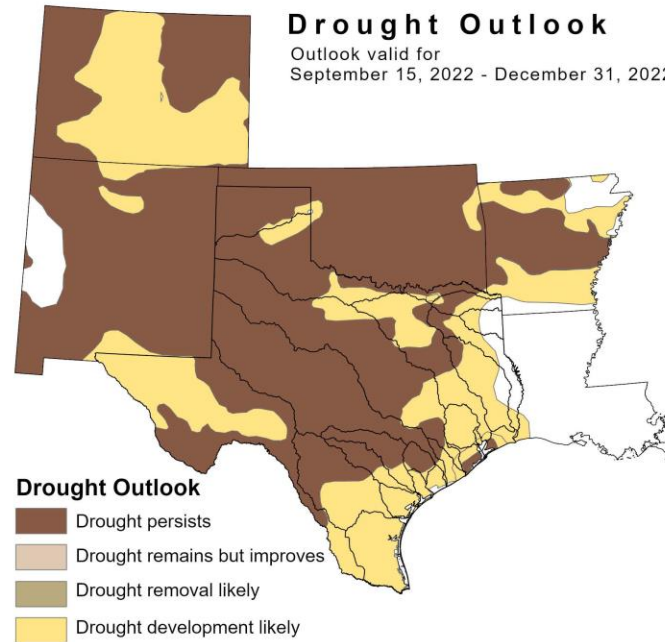 Drought Outlook
Outlook valid for
September 15, 2022 - December 31, 2022
Drought Outlook
Drought persists
Drought remains but improves
Drought removal likely
Drought development likely